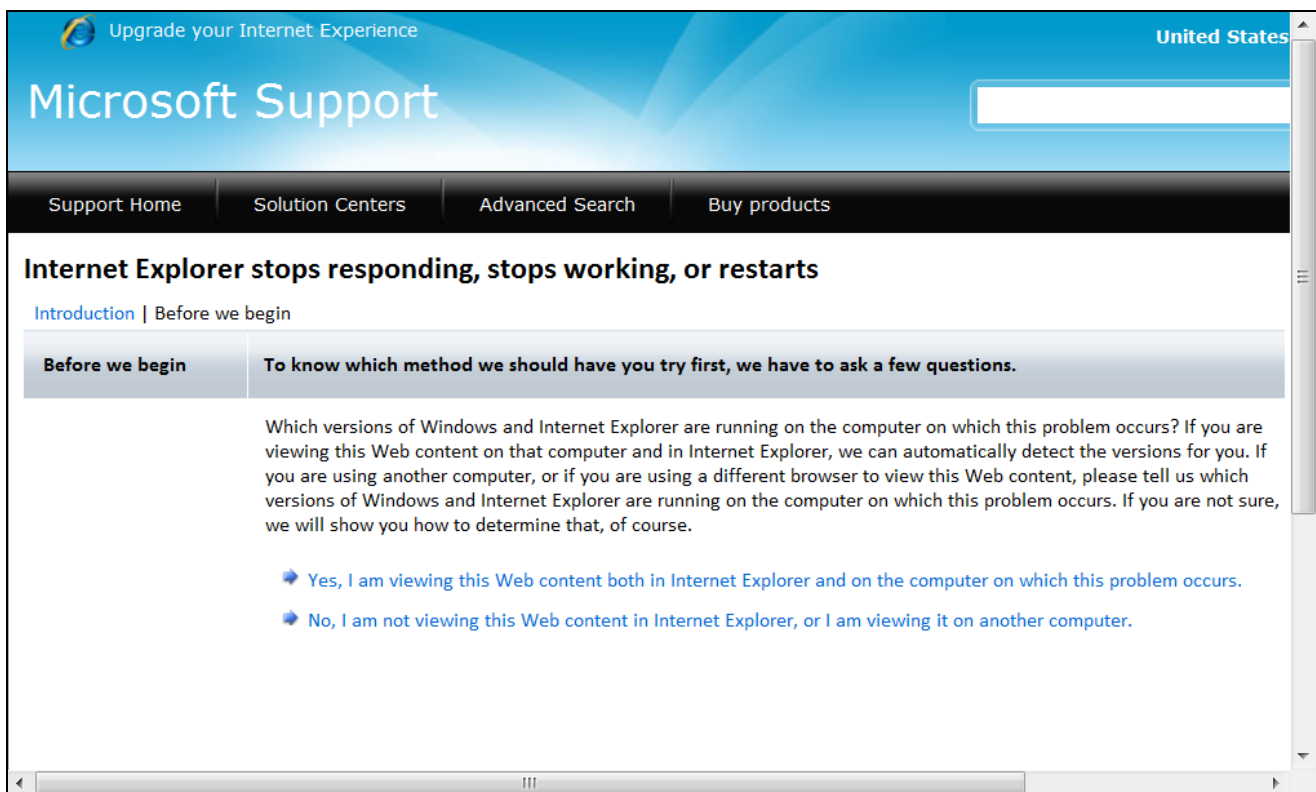 Upgrade your Internet Experience
United States
Microsoft Support
Support Home Solution Centers Advanced Search Buy products
Internet Explorer stops responding, stops working, or restarts
Introduction | Before we begin
Before we begin To know which method we should have you try first, we have to ask a few questions.
Which versions of Windows and Internet Explorer are running on the computer on which this problem occurs? If you are
viewing this Web content on that computer and in Internet Explorer, we can automatically detect the versions for you. If
you are using another computer, or if you are using a different browser to view this Web content, please tell us which
versions of Windows and Internet Explorer are running on the computer on which this problem occurs. If you are not sure,
we will show you how to determine that, of course.
Yes, I am viewing this Web content both in Internet Explorer and on the computer on which this problem occurs.
No, I am not viewing this Web content in Internet Explorer, or I am viewing it on another computer.